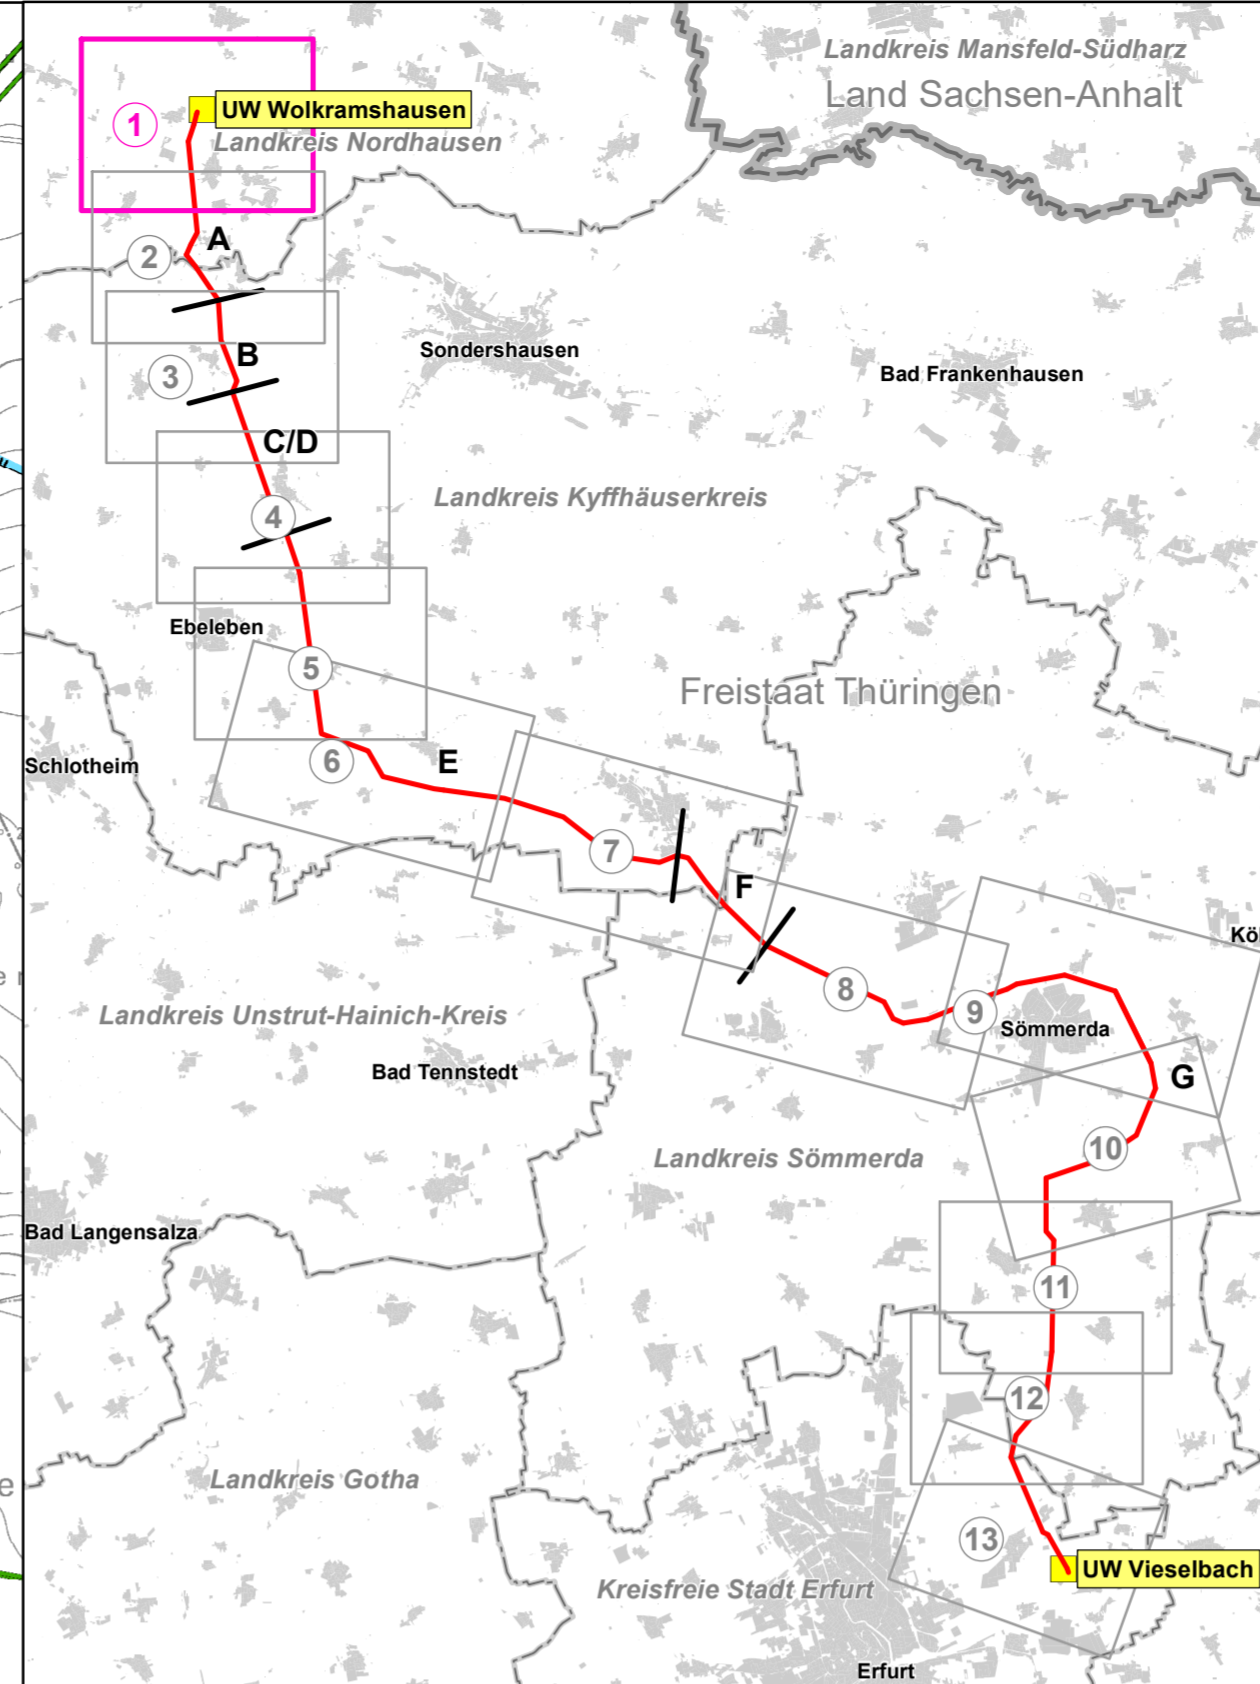 Landkreis Mansfeld-Südharz
Land Sachsen-Anhalt
UW Wolkramshausen
1
Landkreis Nordhausen
A
2
B
Sondershausen
3
Bad Frankenhausen
C/D
Landkreis Kyffhäuserkreis
4
Ebeleben
5
Freistaat Thüringen
6
E
Schlotheim
7
F
Kö
8
9
Landkreis Unstrut-Hainich-Kreis
Sömmerda
Bad Tennstedt
G
10
Landkreis Sömmerda
Bad Langensalza
11
12
Landkreis Gotha
13
UW Vieselbach
Kreisfreie Stadt Erfurt
Erfurt